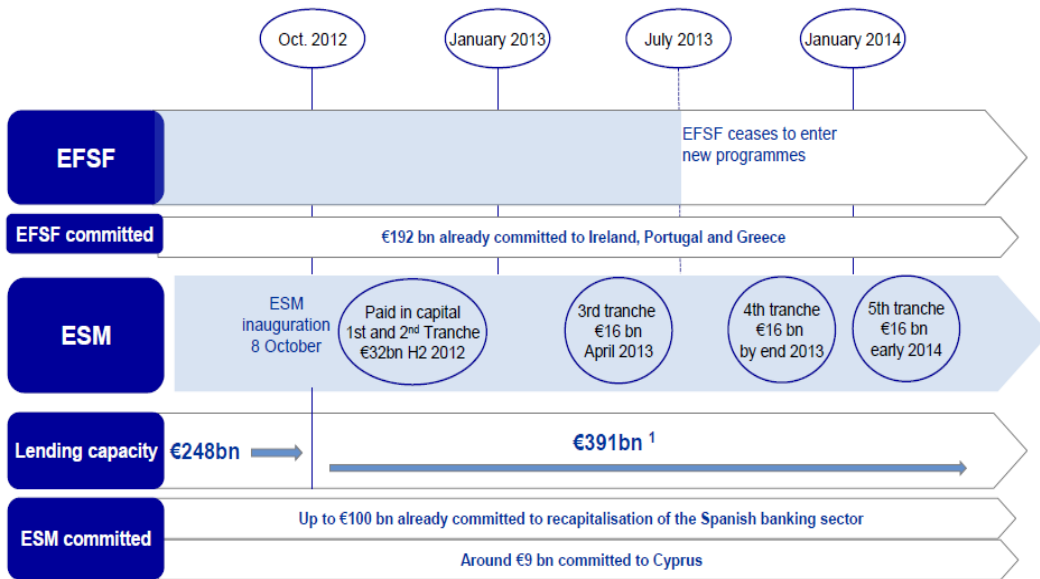 Oct. 2012
January 2013
July 2013
January 2014
EFSF
EFSF ceases to enter
new programmes
EFSF committed
€192 bn already committed to Ireland, Portugal and Greece
ESM
ESM
inauguration
8 October
Paid in capital
1st and 2nd Tranche
€32bn H2 2012
3rd tranche
€16 bn
April 2013
4th tranche
€16 bn
by end 2013
5th tranche
€16 bn
early 2014
Lending capacity
€248bn
€391bn 1
ESM committed
Up to €100 bn already committed to recapitalisation of the Spanish banking sector
Around €9 bn committed to Cyprus